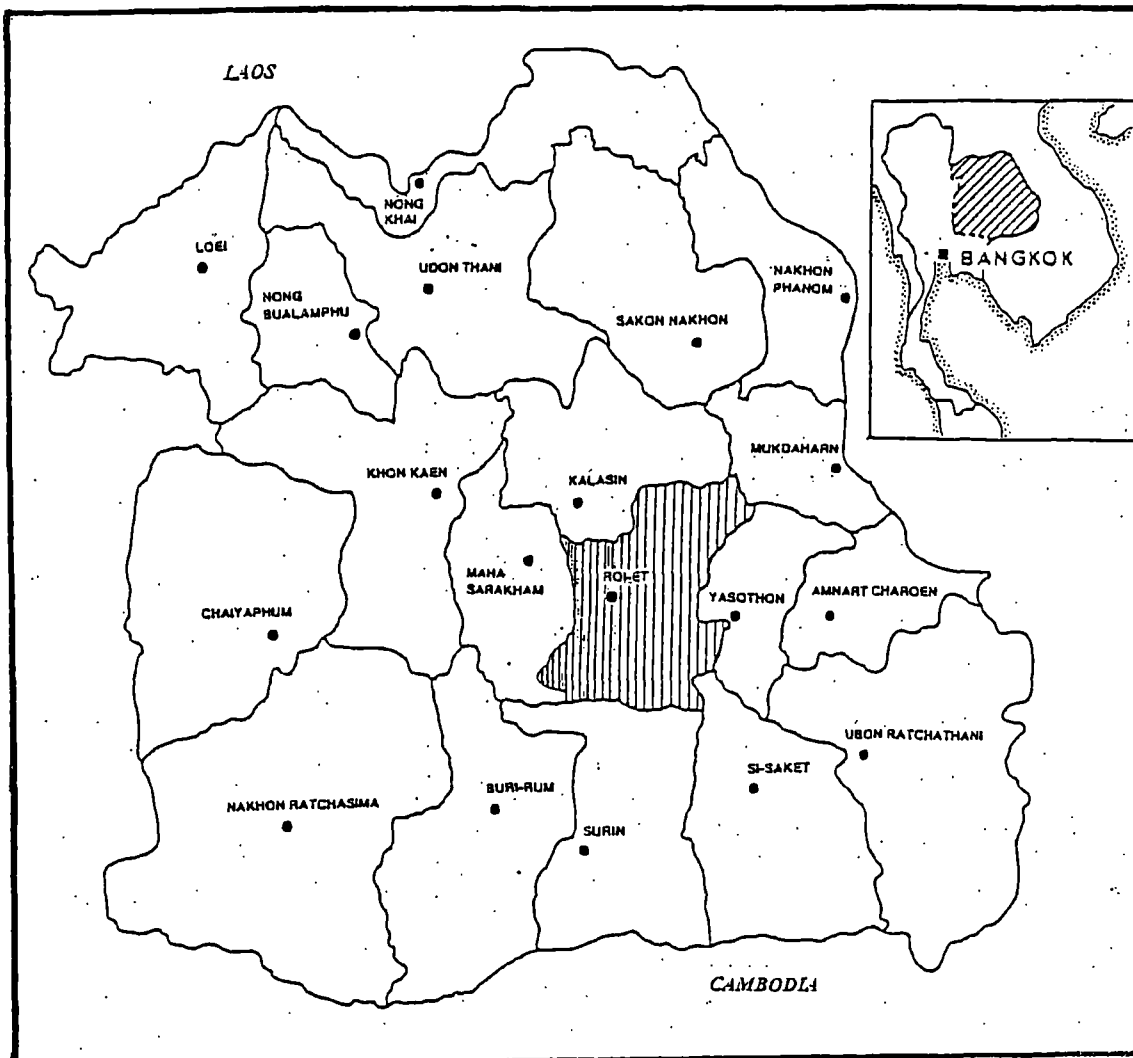 LAOS
NONG
KHAI
LOEI
UDON THANI
NONG
BUALAMPHU
NAKHON
PHANOM
SAKON NAKHON
BANGKOK
KHON KAEN
KALASIN
MUKDAHARN
MAHA
SARAKHAM
ROI-ET
YASOTHON
AMNART CHAROEN
CHAIYAPHUM
UBON RATCHATHANI
SI-SAKET
BURI-RUM
NAKHON RATCHASIMA
SURIN
CAMBODIA